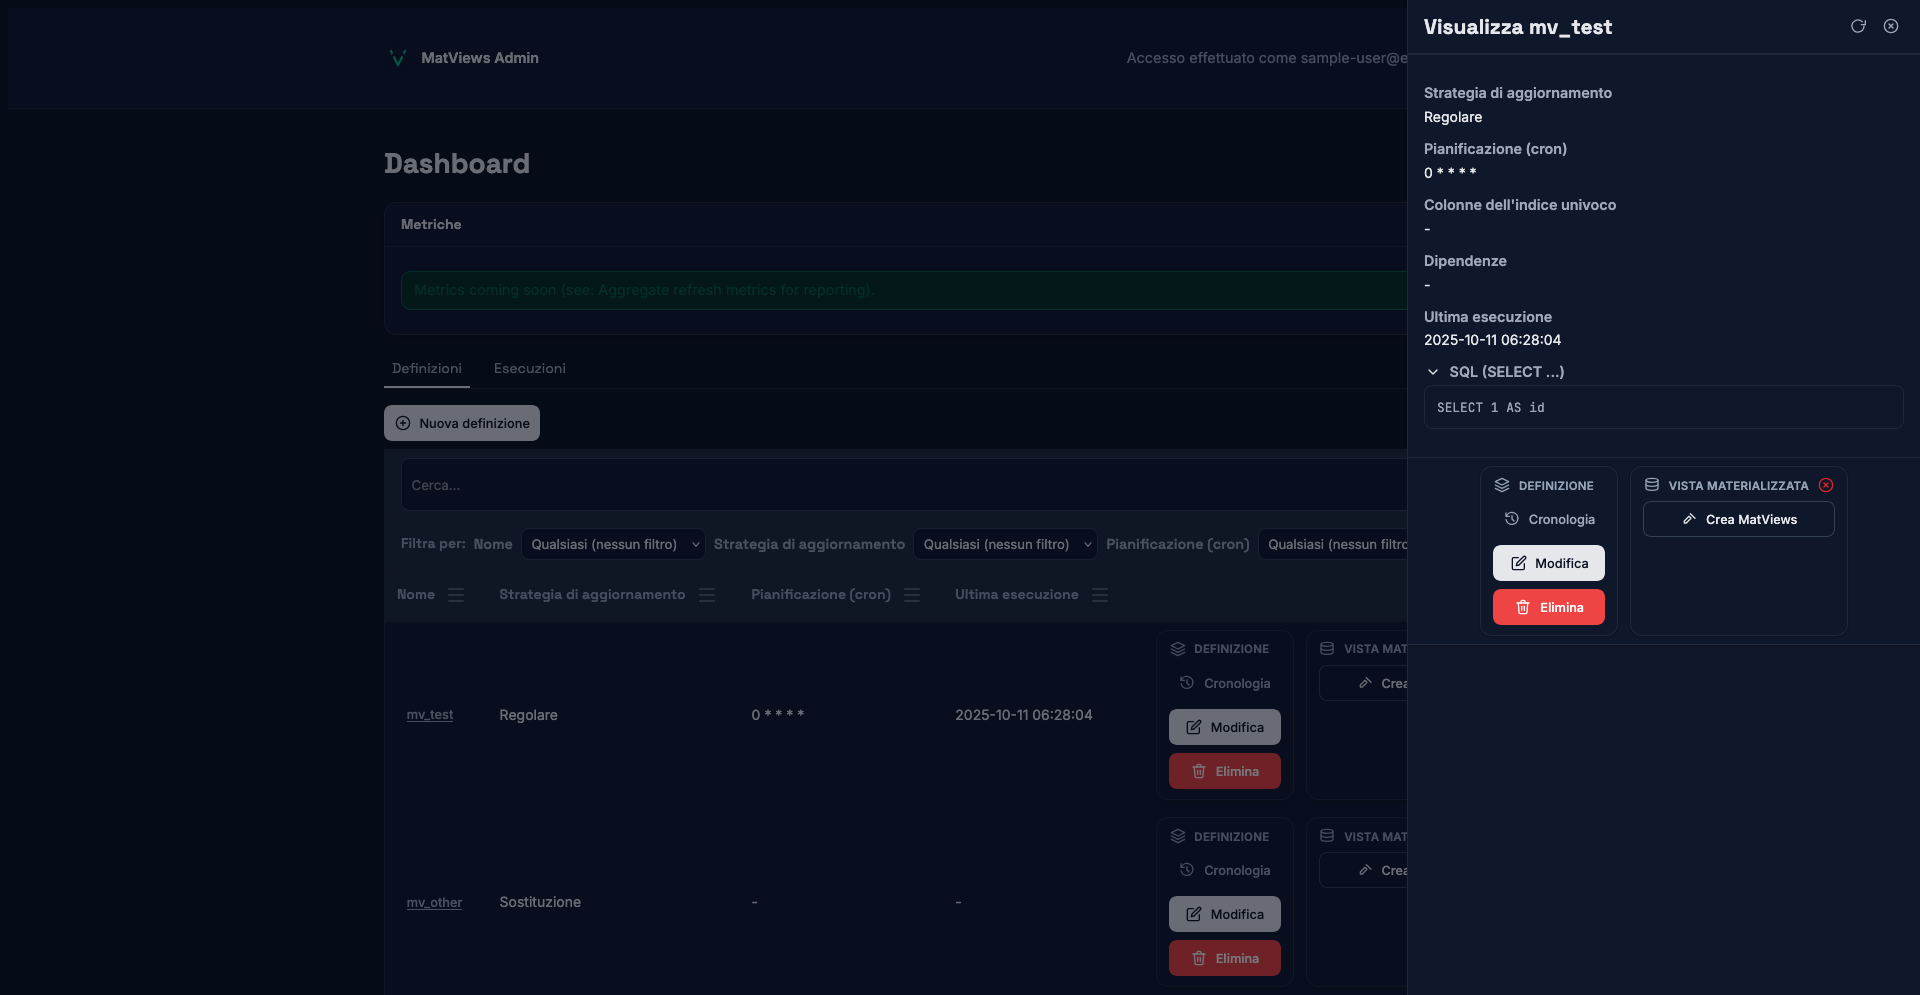 MatViews Admin
Accesso effettuato come sample-user@e
Dashboard
Metriche
Metrics coming soon (see: Aggregate refresh metrics for reporting).
Definizioni
Esecuzioni
Nuova definizione
Cerca...
Filtra per:
Nome
Qualsiasi (nessun filtro)
Strategia di aggiornamento
Qualsiasi (nessun filtro)
Pianificazione (cron)
Qualsiasi (nessun filtro
Nome
Strategia di aggiornamento
Pianificazione (cron)
Ultima esecuzione
mv_test
Regolare
0 * * * *
2025-10-11 06:28:04
DEFINIZIONE
Cronologia
Modifica
Elimina
VISTA MAT
Crea
mv_other
Sostituzione
-
-
DEFINIZIONE
Cronologia
Modifica
Elimina
VISTA MAT
Crea
Visualizza mv_test
Strategia di aggiornamento
Regolare
Pianificazione (cron)
0 * * * *
Colonne dell'indice univoco
-
Dipendenze
-
Ultima esecuzione
2025-10-11 06:28:04
SQL (SELECT ...)
SELECT 1 AS id
DEFINIZIONE
Cronologia
Modifica
Elimina
VISTA MATERIALIZZATA
Crea MatViews